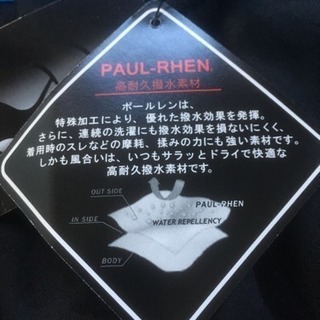 PAUL-RHEN®
高耐久撥水素材
ポールレンは、
特殊加工により、優れた撥水効果を発揮。
さらに、連続の洗濯にも撥水効果を損ないにくく、
着用時のスレなどの摩耗、揉みの力にも強い素材です。
しかも風合いは、いつもサラッとドライで快適な
高耐久撥水素材です。
OUT SIDE
PAUL-RHEN
IN SIDE
WATER REPELLENCY
BODY